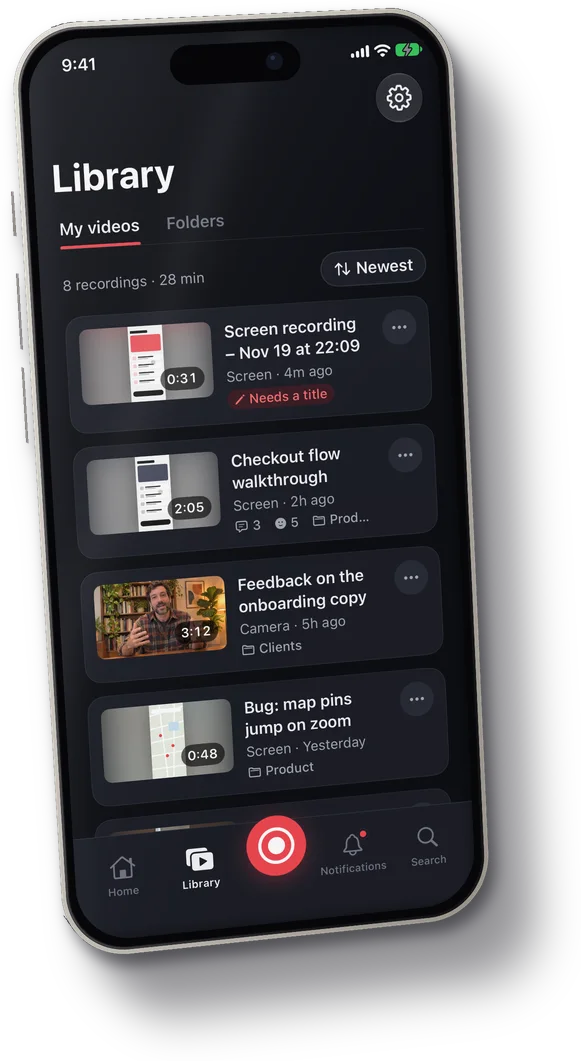 9:41
Library
My videos
Folders
8 recordings · 28 min
Newest
0:31
Screen recording
– Nov 19 at 22:09
Screen · 4m ago
Needs a title
2:05
Checkout flow
walkthrough
Screen · 2h ago
3 5 Prod...
3:12
Feedback on the
onboarding copy
Camera · 5h ago
Clients
0:48
Bug: map pins
jump on zoom
Screen · Yesterday
Product
Home
Library
Notifications
Search